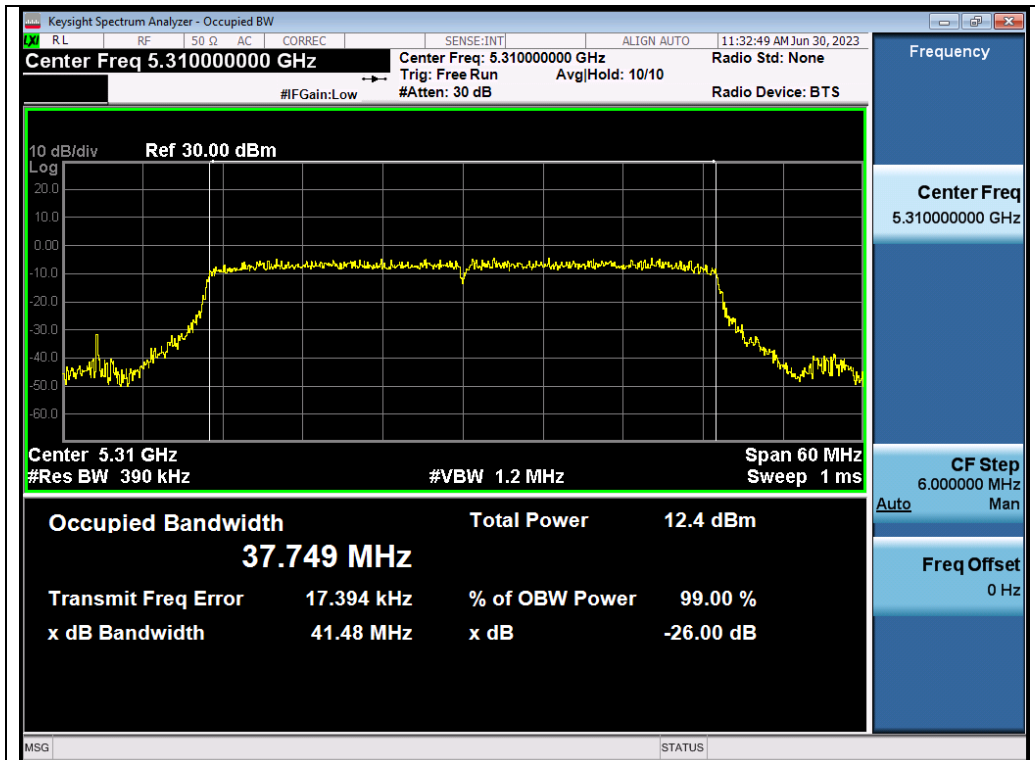 Keysight Spectrum Analyzer - Occupied BW
LXI RL RF 50 Ω AC CORREC SENSE:INT ALIGN AUTO 11:32:49 AM Jun 30, 2023
Center Freq 5.310000000 GHz
#IFGain:Low
Center Freq: 5.310000000 GHz
Trig: Free Run Avg|Hold: 10/10
#Atten: 30 dB
Radio Std: None
Radio Device: BTS
10 dB/div Ref 30.00 dBm
Log
20.0
10.0
0.00
-10.0
-20.0
-30.0
-40.0
-50.0
-60.0
Center 5.31 GHz Span 60 MHz
#Res BW 390 kHz #VBW 1.2 MHz Sweep 1 ms
Occupied Bandwidth Total Power 12.4 dBm
37.749 MHz
Transmit Freq Error 17.394 kHz % of OBW Power 99.00 %
x dB Bandwidth 41.48 MHz x dB -26.00 dB
MSG STATUS
Frequency
Center Freq
5.310000000 GHz
CF Step
6.000000 MHz
Auto Man
Freq Offset
0 Hz